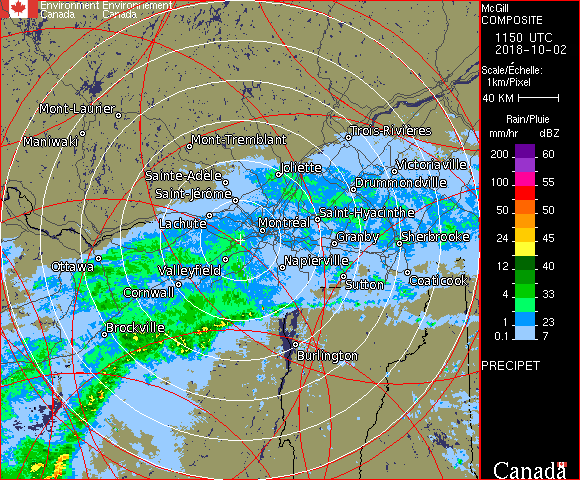 Environment Environnement
Canada Canada
McGill
COMPOSITE
1150 UTC
2018-10-02
Scale/Échelle:
1km/Pixel
40 KM
Rain/Pluie
mm/hr dBZ
200 60
100 55
50 50
24 45
12 40
4 33
1 23
0.1 7
PRECIPET
Canada
Mont-Laurier
Maniwaki
Mont-Tremblant
Trois-Rivières
Sainte-Adèle
Joliette
Victoriaville
Saint-Jérôme
Drummondville
Lachute
Montréal
Saint-Hyacinthe
Granby
Sherbrooke
Ottawa
Valleyfield
Napierville
Cornwall
Sutton
Coaticook
Brockville
Burlington